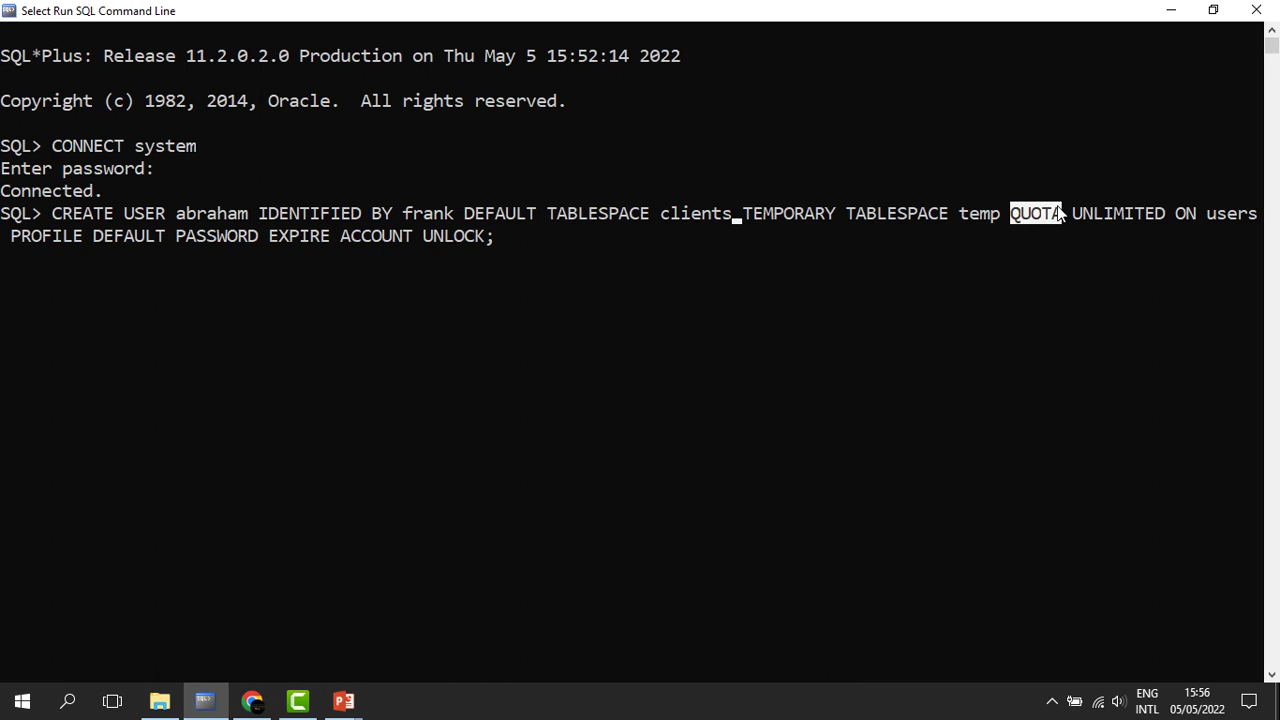 Select Run SQL Command Line
SQL*Plus: Release 11.2.0.2.0 Production on Thu May 5 15:52:14 2022
Copyright (c) 1982, 2014, Oracle.  All rights reserved.
SQL> CONNECT system
Enter password:
Connected.
SQL> CREATE USER abraham IDENTIFIED BY frank DEFAULT TABLESPACE clients TEMPORARY TABLESPACE temp QUOTA UNLIMITED ON users
PROFILE DEFAULT PASSWORD EXPIRE ACCOUNT UNLOCK;
ENG 15:56
INTL 05/05/2022